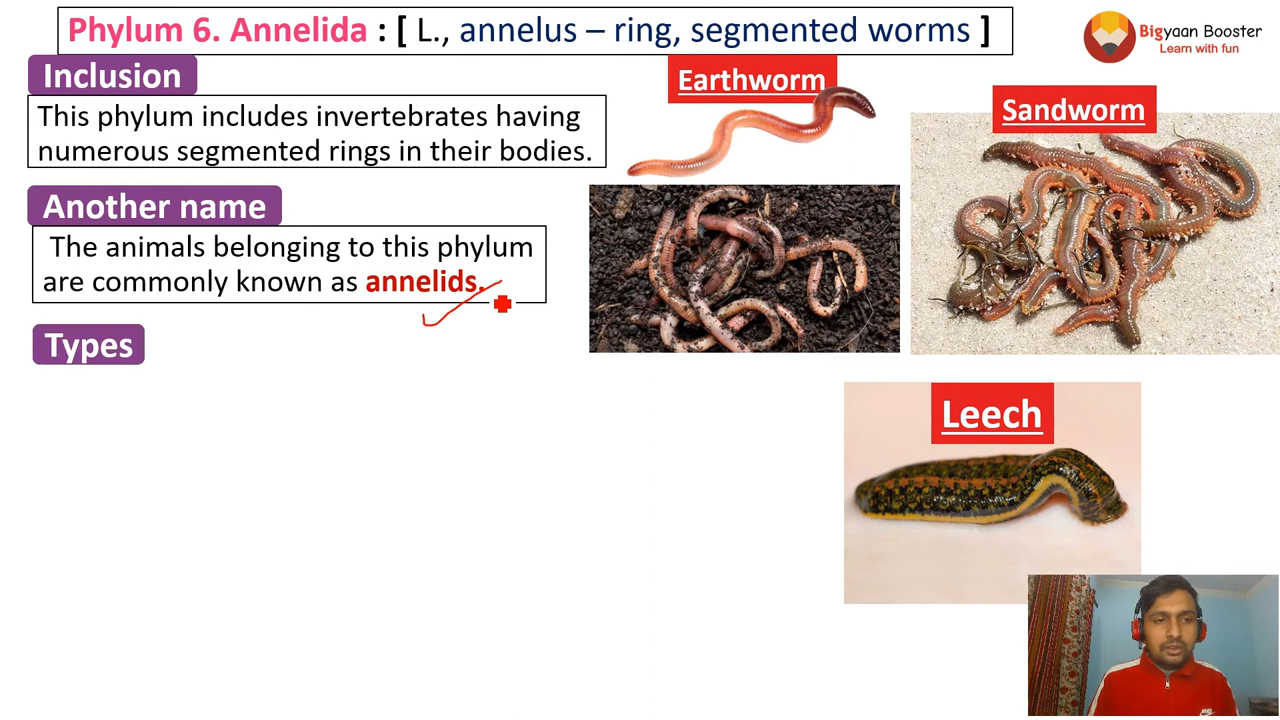 Phylum 6. Annelida : [ L., annelus – ring, segmented worms ]
Bigyaan Booster
Learn with fun
Inclusion
This phylum includes invertebrates having
numerous segmented rings in their bodies.
Another name
The animals belonging to this phylum
are commonly known as annelids.
Types
Earthworm
Sandworm
Leech